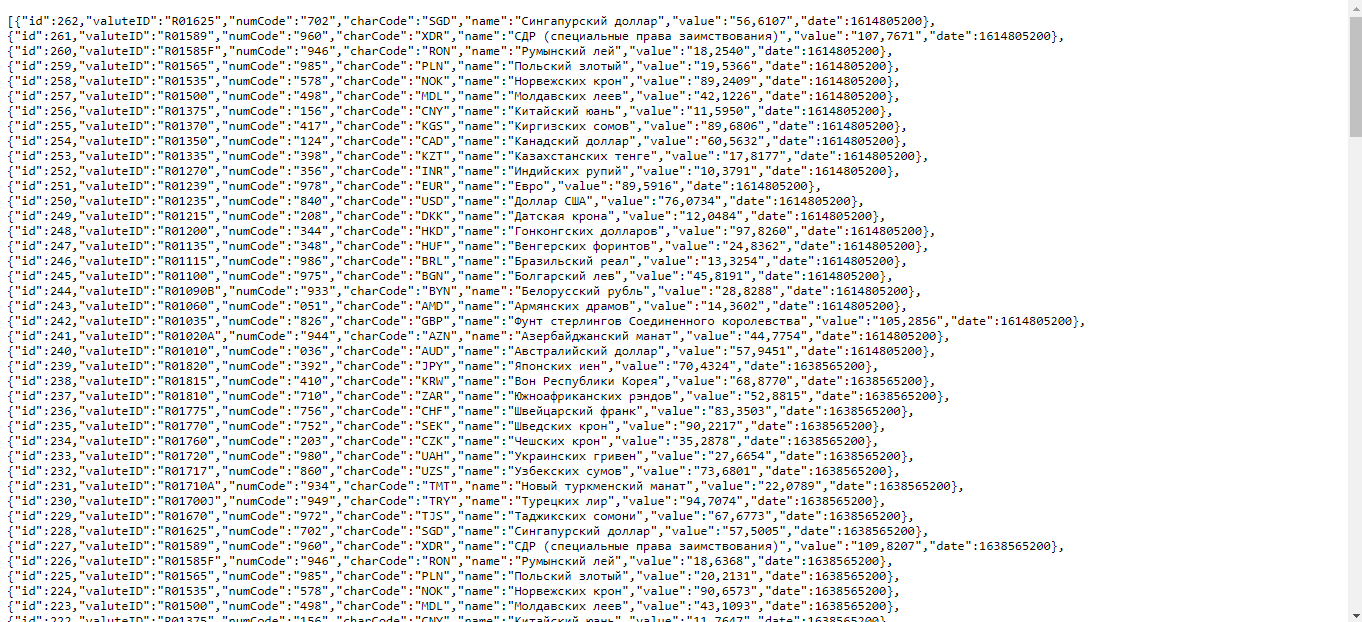 [{"id":262,"valuteID":"R01625","numCode":"702","charCode":"SGD","name":"Сингапурский доллар","value":"56,6107","date":1614805200},
{"id":261,"valuteID":"R01589","numCode":"960","charCode":"XDR","name":"СДР (специальные права заимствования)","value":"107,7671","date":1614805200},
{"id":260,"valuteID":"R01585F","numCode":"946","charCode":"RON","name":"Румынский лей","value":"18,2540","date":1614805200},
{"id":259,"valuteID":"R01565","numCode":"985","charCode":"PLN","name":"Польский злотый","value":"19,5366","date":1614805200},
{"id":258,"valuteID":"R01535","numCode":"578","charCode":"NOK","name":"Норвежских крон","value":"89,2409","date":1614805200},
{"id":257,"valuteID":"R01500","numCode":"498","charCode":"MDL","name":"Молдавских леев","value":"42,1226","date":1614805200},
{"id":256,"valuteID":"R01375","numCode":"156","charCode":"CNY","name":"Китайский юань","value":"11,5950","date":1614805200},
{"id":255,"valuteID":"R01370","numCode":"417","charCode":"KGS","name":"Киргизских сомов","value":"89,6806","date":1614805200},
{"id":254,"valuteID":"R01350","numCode":"124","charCode":"CAD","name":"Канадский доллар","value":"60,5632","date":1614805200},
{"id":253,"valuteID":"R01335","numCode":"398","charCode":"KZT","name":"Казахстанских тенге","value":"17,8177","date":1614805200},
{"id":252,"valuteID":"R01270","numCode":"356","charCode":"INR","name":"Индийских рупий","value":"10,3791","date":1614805200},
{"id":251,"valuteID":"R01239","numCode":"978","charCode":"EUR","name":"Евро","value":"89,5916","date":1614805200},
{"id":250,"valuteID":"R01235","numCode":"840","charCode":"USD","name":"Доллар США","value":"76,0734","date":1614805200},
{"id":249,"valuteID":"R01215","numCode":"208","charCode":"DKK","name":"Датская крона","value":"12,0484","date":1614805200},
{"id":248,"valuteID":"R01200","numCode":"344","charCode":"HKD","name":"Гонконгских долларов","value":"97,8260","date":1614805200},
{"id":247,"valuteID":"R01135","numCode":"348","charCode":"HUF","name":"Венгерских форинтов","value":"24,8362","date":1614805200},
{"id":246,"valuteID":"R01115","numCode":"986","charCode":"BRL","name":"Бразильский реал","value":"13,3254","date":1614805200},
{"id":245,"valuteID":"R01100","numCode":"975","charCode":"BGN","name":"Болгарский лев","value":"45,8191","date":1614805200},
{"id":244,"valuteID":"R01090B","numCode":"933","charCode":"BYN","name":"Белорусский рубль","value":"28,8288","date":1614805200},
{"id":243,"valuteID":"R01060","numCode":"051","charCode":"AMD","name":"Армянских драмов","value":"14,3602","date":1614805200},
{"id":242,"valuteID":"R01035","numCode":"826","charCode":"GBP","name":"Фунт стерлингов Соединенного королевства","value":"105,2856","date":1614805200},
{"id":241,"valuteID":"R01020A","numCode":"944","charCode":"AZN","name":"Азербайджанский манат","value":"44,7754","date":1614805200},
{"id":240,"valuteID":"R01010","numCode":"036","charCode":"AUD","name":"Австралийский доллар","value":"57,9451","date":1614805200},
{"id":239,"valuteID":"R01820","numCode":"392","charCode":"JPY","name":"Японских иен","value":"70,4324","date":1638565200},
{"id":238,"valuteID":"R01815","numCode":"410","charCode":"KRW","name":"Вон Республики Корея","value":"68,8770","date":1638565200},
{"id":237,"valuteID":"R01810","numCode":"710","charCode":"ZAR","name":"Южноафриканских рэндов","value":"52,8815","date":1638565200},
{"id":236,"valuteID":"R01775","numCode":"756","charCode":"CHF","name":"Швейцарский франк","value":"83,3503","date":1638565200},
{"id":235,"valuteID":"R01770","numCode":"752","charCode":"SEK","name":"Шведских крон","value":"90,2217","date":1638565200},
{"id":234,"valuteID":"R01760","numCode":"203","charCode":"CZK","name":"Чешских крон","value":"35,2878","date":1638565200},
{"id":233,"valuteID":"R01720","numCode":"980","charCode":"UAH","name":"Украинских гривен","value":"27,6654","date":1638565200},
{"id":232,"valuteID":"R01717","numCode":"860","charCode":"UZS","name":"Узбекских сумов","value":"73,6801","date":1638565200},
{"id":231,"valuteID":"R01710A","numCode":"934","charCode":"TMT","name":"Новый туркменский манат","value":"22,0789","date":1638565200},
{"id":230,"valuteID":"R01700J","numCode":"949","charCode":"TRY","name":"Турецких лир","value":"94,7074","date":1638565200},
{"id":229,"valuteID":"R01670","numCode":"972","charCode":"TJS","name":"Таджикских сомони","value":"67,6773","date":1638565200},
{"id":228,"valuteID":"R01625","numCode":"702","charCode":"SGD","name":"Сингапурский доллар","value":"57,5005","date":1638565200},
{"id":227,"valuteID":"R01589","numCode":"960","charCode":"XDR","name":"СДР (специальные права заимствования)","value":"109,8207","date":1638565200},
{"id":226,"valuteID":"R01585F","numCode":"946","charCode":"RON","name":"Румынский лей","value":"18,6368","date":1638565200},
{"id":225,"valuteID":"R01565","numCode":"985","charCode":"PLN","name":"Польский злотый","value":"20,2131","date":1638565200},
{"id":224,"valuteID":"R01535","numCode":"578","charCode":"NOK","name":"Норвежских крон","value":"90,6573","date":1638565200},
{"id":223,"valuteID":"R01500","numCode":"498","charCode":"MDL","name":"Молдавских леев","value":"43,1093","date":1638565200},
{"id":222,"valuteID":"R01375","numCode":"156","charCode":"CNY","name":"Китайский юань","value":"11,7647","date":1638565200},